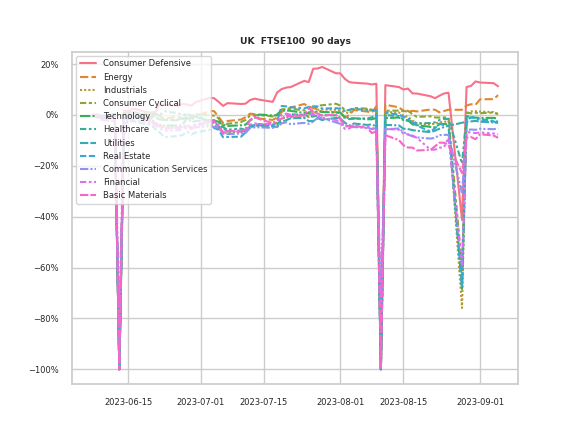 UK FTSE100 90 days
Consumer Defensive
Energy
Industrials
Consumer Cyclical
Technology
Healthcare
Utilities
Real Estate
Communication Services
Financial
Basic Materials
20%
0%
−20%
−40%
−60%
−80%
−100%
2023-06-15 2023-07-01 2023-07-15 2023-08-01 2023-08-15 2023-09-01